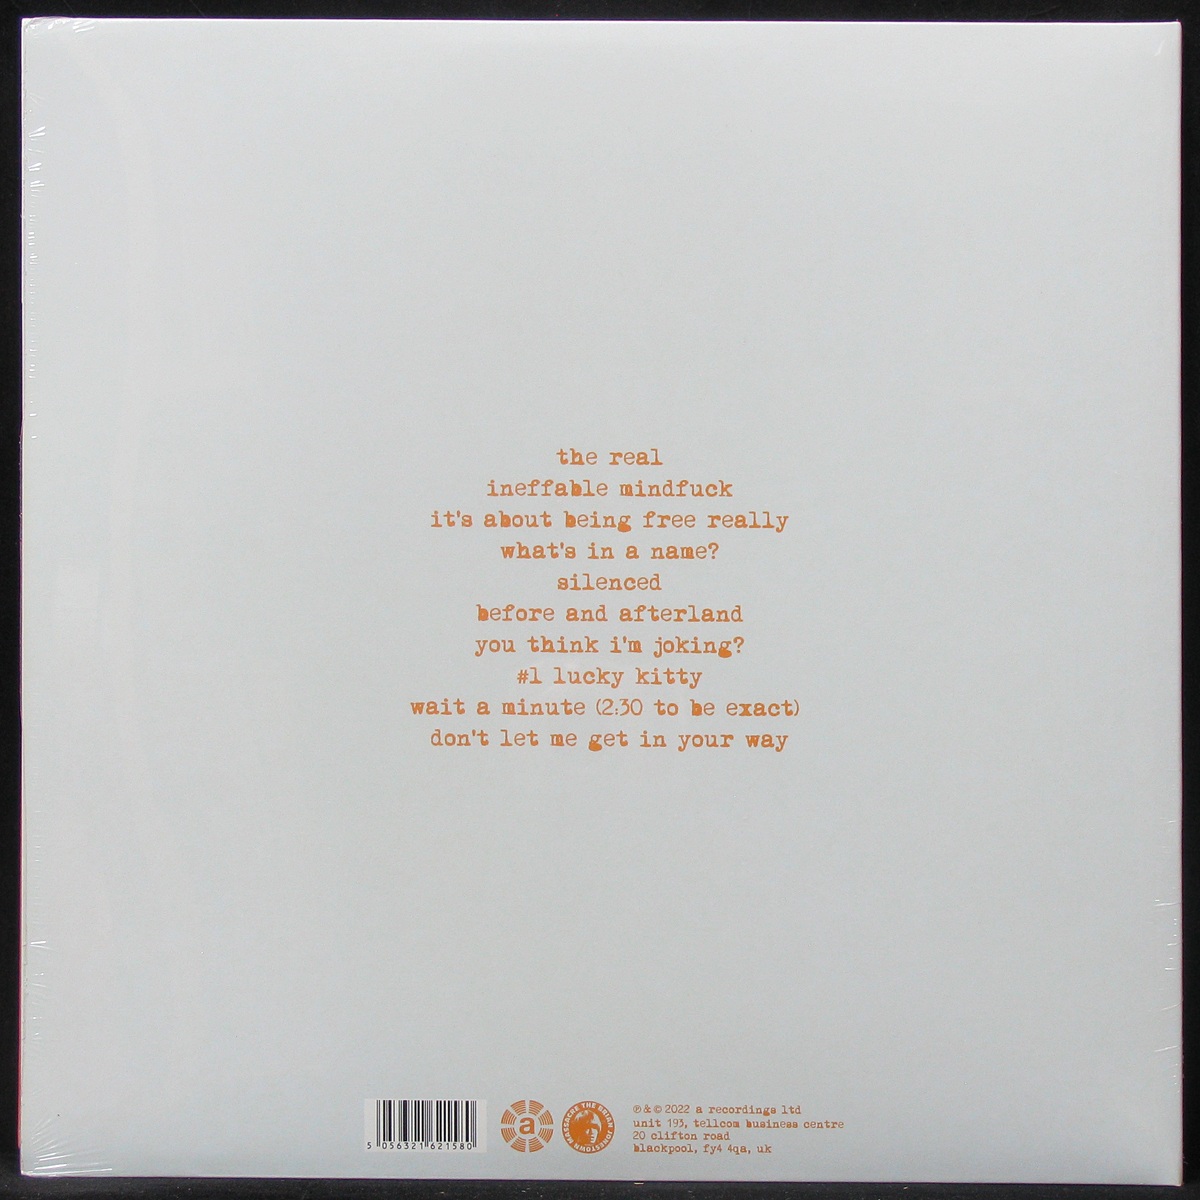 the real
ineffable mindfuck
it's about being free really
what's in a name?
silenced
before and afterland
you think i'm joking?
#1 lucky kitty
wait a minute (2:30 to be exact)
don't let me get in your way
5 056321 621580
a
THE BRIAN JONESTOWN MASSACRE
℗ & © 2022 a recordings ltd
unit 193, tellcom business centre
20 clifton road
blackpool, fy4 4qa, uk